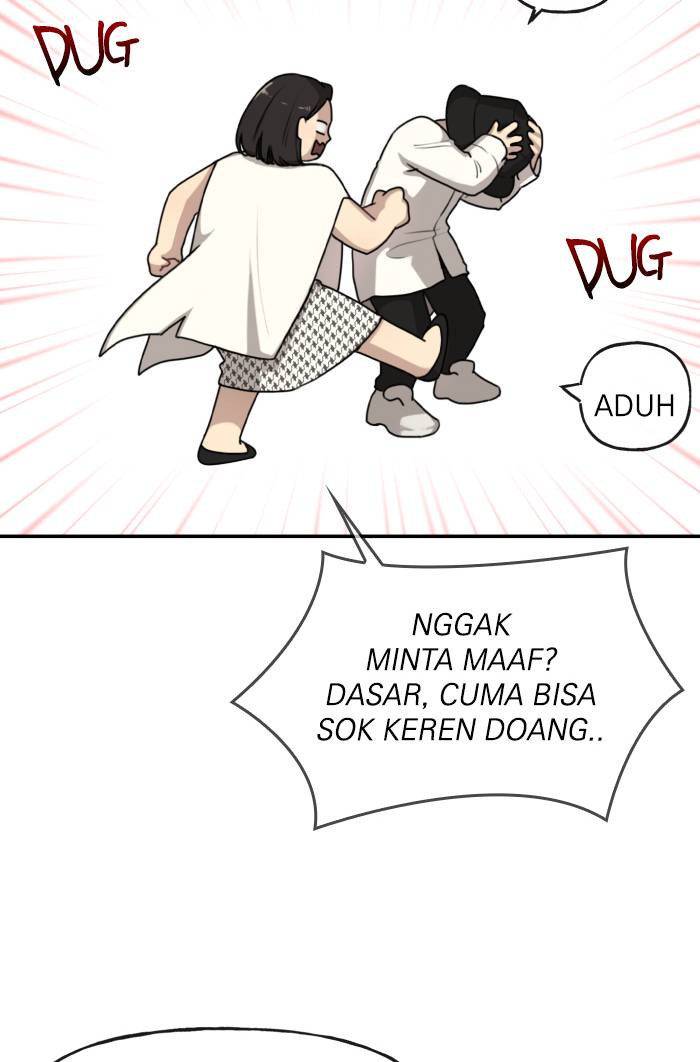 DUG
DUG
ADUH
NGGAK
MINTA MAAF?
DASAR, CUMA BISA
SOK KEREN DOANG..